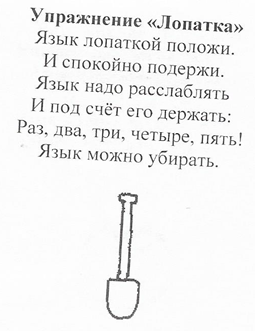 Упражнение «Лопатка»
Язык лопаткой положи.
И спокойно подержи.
Язык надо расслаблять
И под счёт его держать:
Раз, два, три, четыре, пять!
Язык можно убирать.